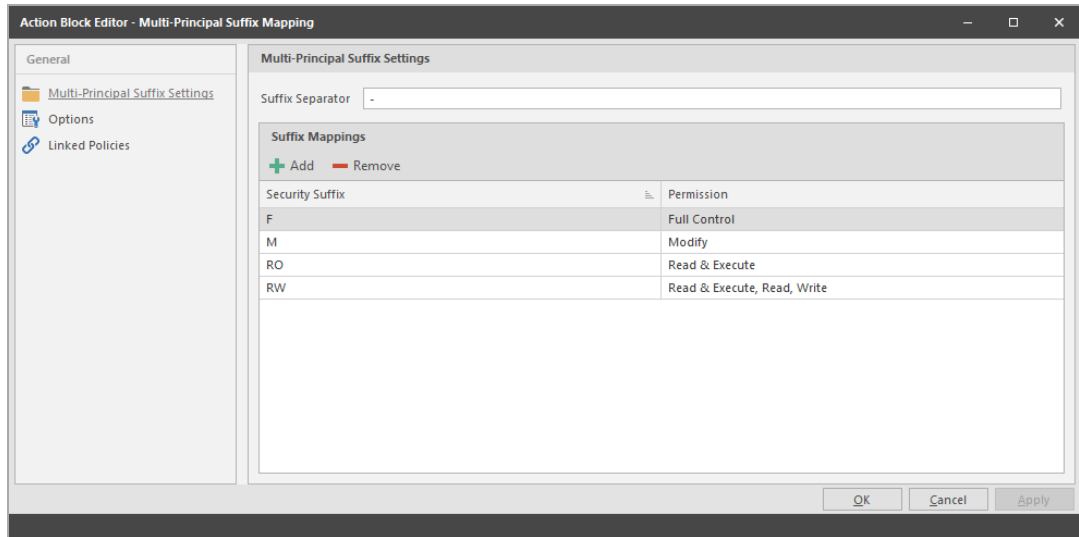 Action Block Editor - Multi-Principal Suffix Mapping
General
Multi-Principal Suffix Settings
Options
Linked Policies
Multi-Principal Suffix Settings
Suffix Separator -
Suffix Mappings
Add Remove
Security Suffix Permission
F Full Control
M Modify
RO Read & Execute
RW Read & Execute, Read, Write
OK Cancel Apply